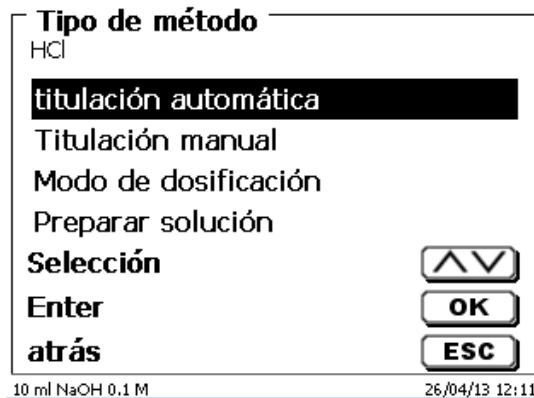 Tipo de método
HCl
titulación automática
Titulación manual
Modo de dosificación
Preparar solución
Selección
Enter OK
atrás ESC
10 ml NaOH 0.1 M 26/04/13 12:11